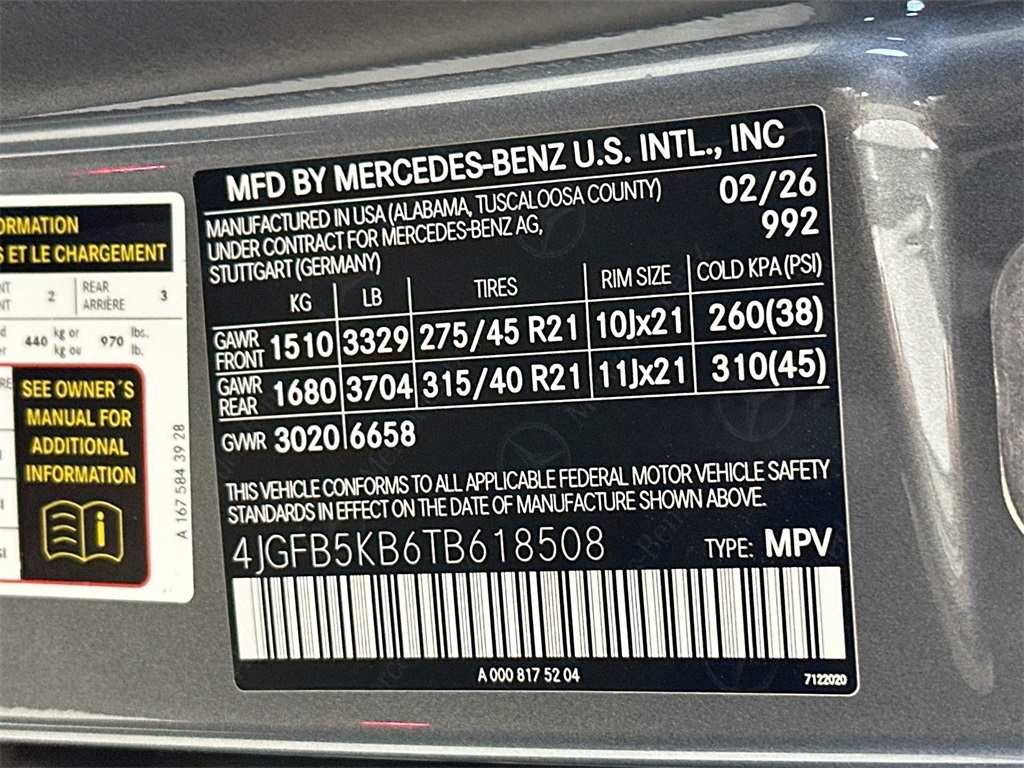 ORMATION
S ET LE CHARGEMENT
NT 2 REAR 3
NT ARRIÈRE
440 kg or 970 lbs.
kg ou lb.
SEE OWNER´S
MANUAL FOR
ADDITIONAL
INFORMATION
A 167 584 39 28
MFD BY MERCEDES-BENZ U.S. INTL., INC
MANUFACTURED IN USA (ALABAMA, TUSCALOOSA COUNTY) 02/26
UNDER CONTRACT FOR MERCEDES-BENZ AG, 992
STUTTGART (GERMANY)
KG LB TIRES RIM SIZE COLD KPA (PSI)
GAWR FRONT 1510 3329 275/45 R21 10Jx21 260(38)
GAWR REAR 1680 3704 315/40 R21 11Jx21 310(45)
GVWR 3020 6658
THIS VEHICLE CONFORMS TO ALL APPLICABLE FEDERAL MOTOR VEHICLE SAFETY
STANDARDS IN EFFECT ON THE DATE OF MANUFACTURE SHOWN ABOVE.
4JGFB5KB6TB618508 TYPE: MPV
A 000 817 52 04 7122020